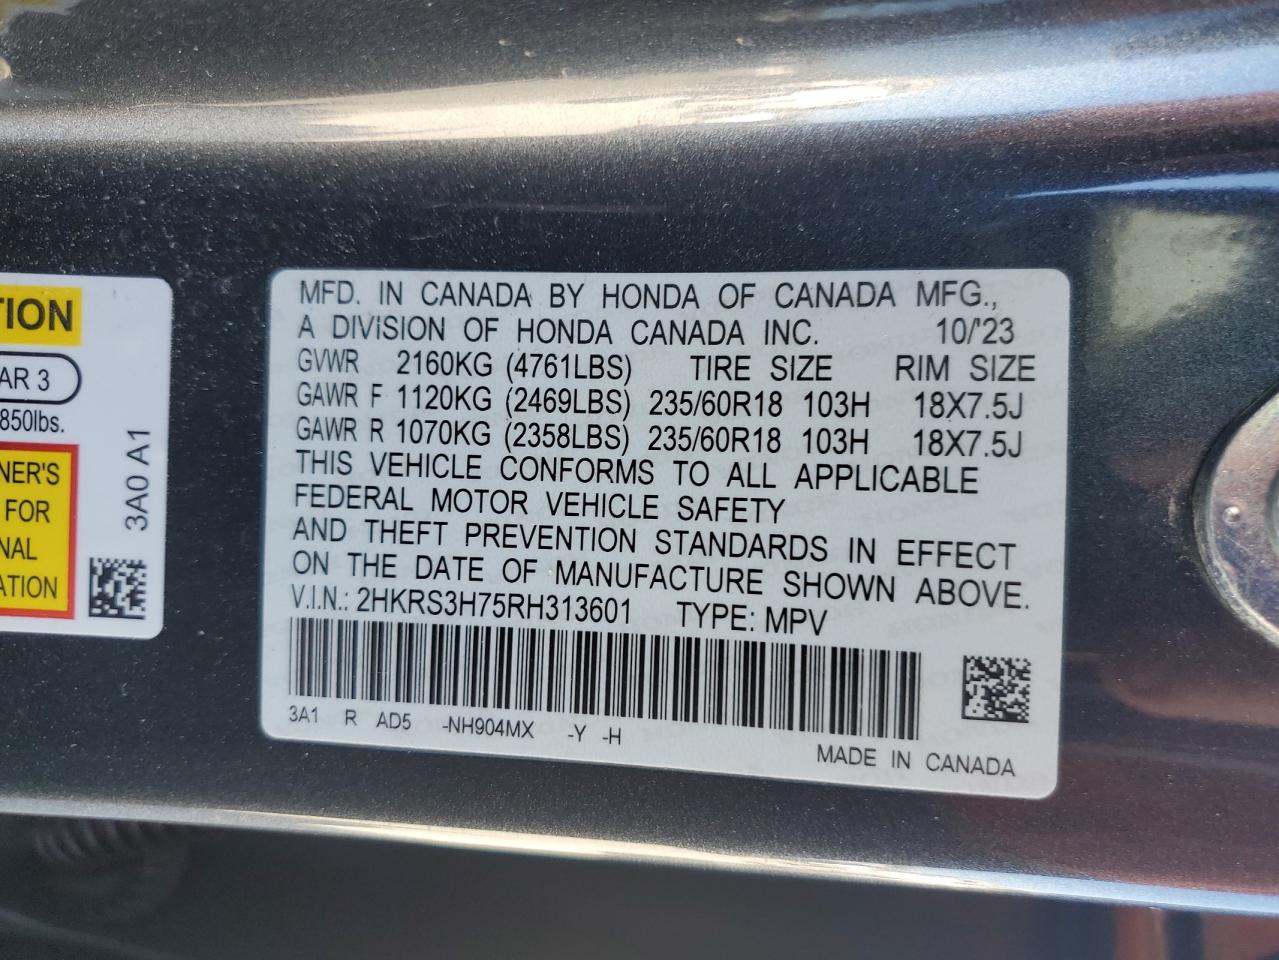 TION
AR 3
850lbs.
NER'S
FOR
NAL
ATION
3A0 A1
MFD. IN CANADA BY HONDA OF CANADA MFG.,
A DIVISION OF HONDA CANADA INC. 10/'23
GVWR 2160KG (4761LBS) TIRE SIZE RIM SIZE
GAWR F 1120KG (2469LBS) 235/60R18 103H 18X7.5J
GAWR R 1070KG (2358LBS) 235/60R18 103H 18X7.5J
THIS VEHICLE CONFORMS TO ALL APPLICABLE
FEDERAL MOTOR VEHICLE SAFETY
AND THEFT PREVENTION STANDARDS IN EFFECT
ON THE DATE OF MANUFACTURE SHOWN ABOVE.
V.I.N.: 2HKRS3H75RH313601 TYPE: MPV
3A1 R AD5 -NH904MX -Y -H
MADE IN CANADA